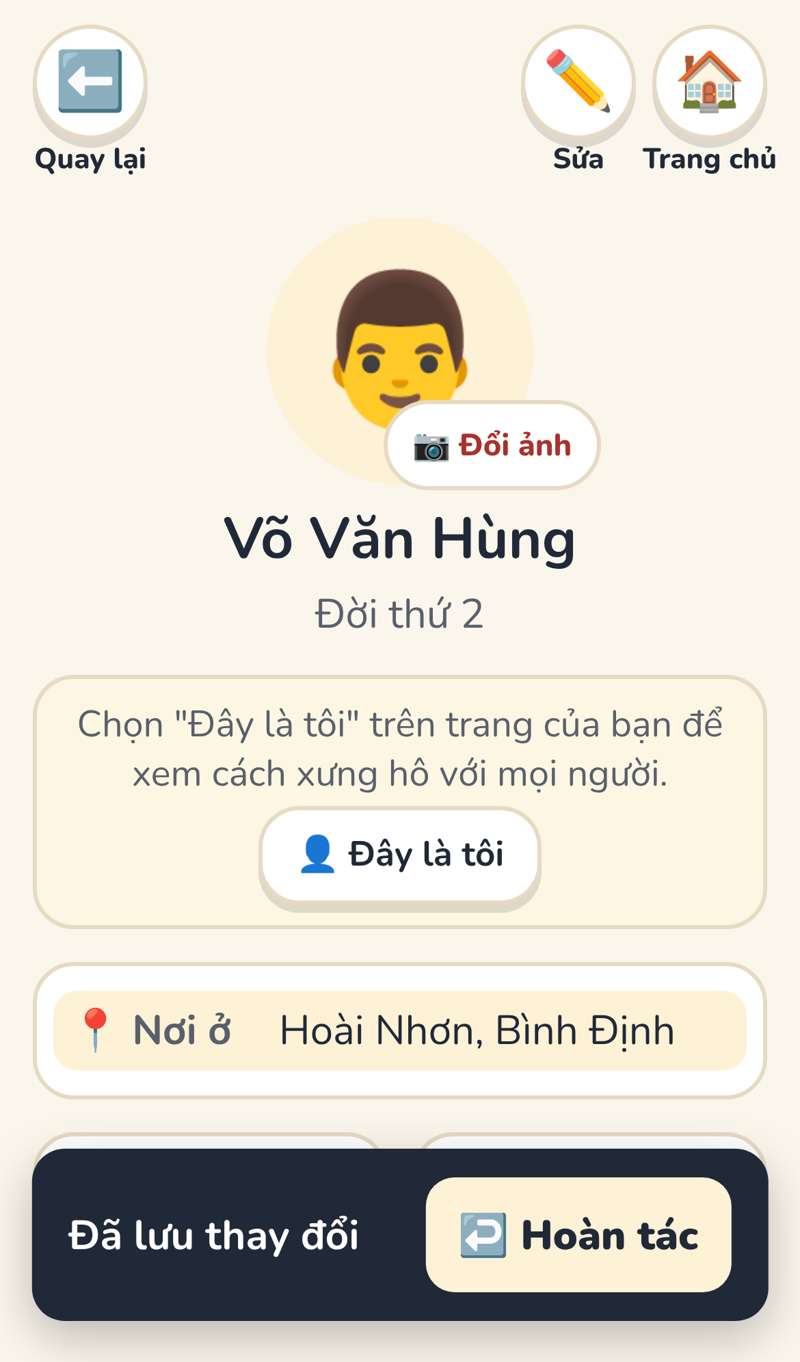 Quay lại
Sửa
Trang chủ
Đổi ảnh
Võ Văn Hùng
Đời thứ 2
Chọn "Đây là tôi" trên trang của bạn để
xem cách xưng hô với mọi người.
Đây là tôi
Nơi ở Hoài Nhơn, Bình Định
Đã lưu thay đổi
Hoàn tác